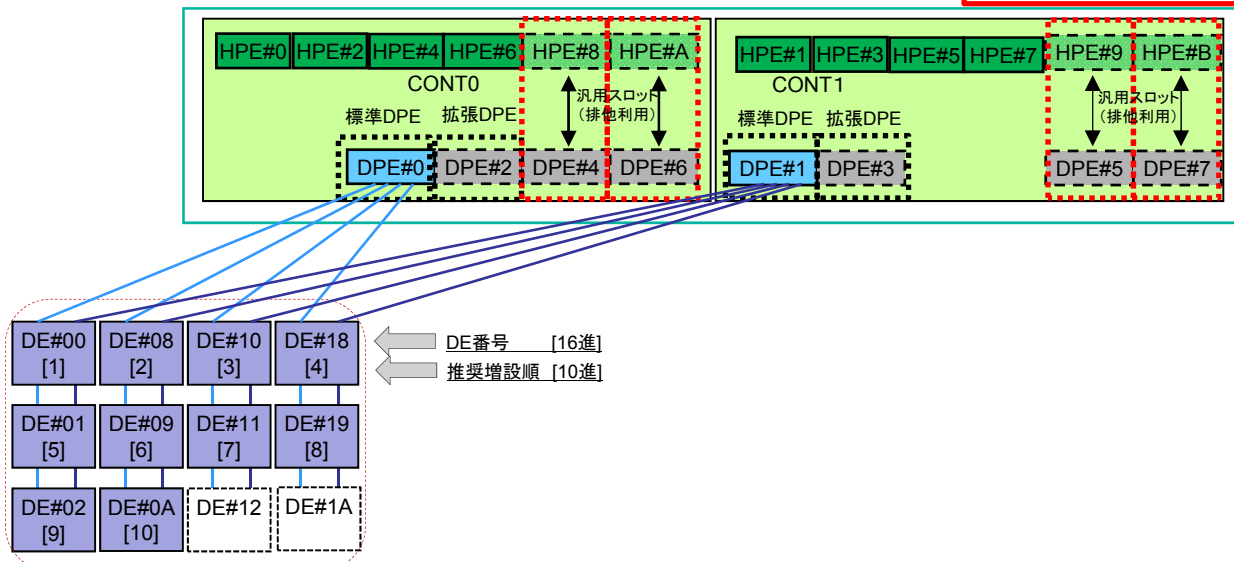 HPE#0 HPE#2 HPE#4 HPE#6 HPE#8 HPE#A
CONT0
標準DPE 拡張DPE
汎用スロット
(排他利用)
DPE#0 DPE#2 DPE#4 DPE#6
HPE#1 HPE#3 HPE#5 HPE#7 HPE#9 HPE#B
CONT1
標準DPE 拡張DPE
汎用スロット
(排他利用)
DPE#1 DPE#3 DPE#5 DPE#7
DE#00 DE#08 DE#10 DE#18
[1] [2] [3] [4]
DE番号 [16進]
推奨増設順 [10進]
DE#01 DE#09 DE#11 DE#19
[5] [6] [7] [8]
DE#02 DE#0A DE#12 DE#1A
[9] [10]